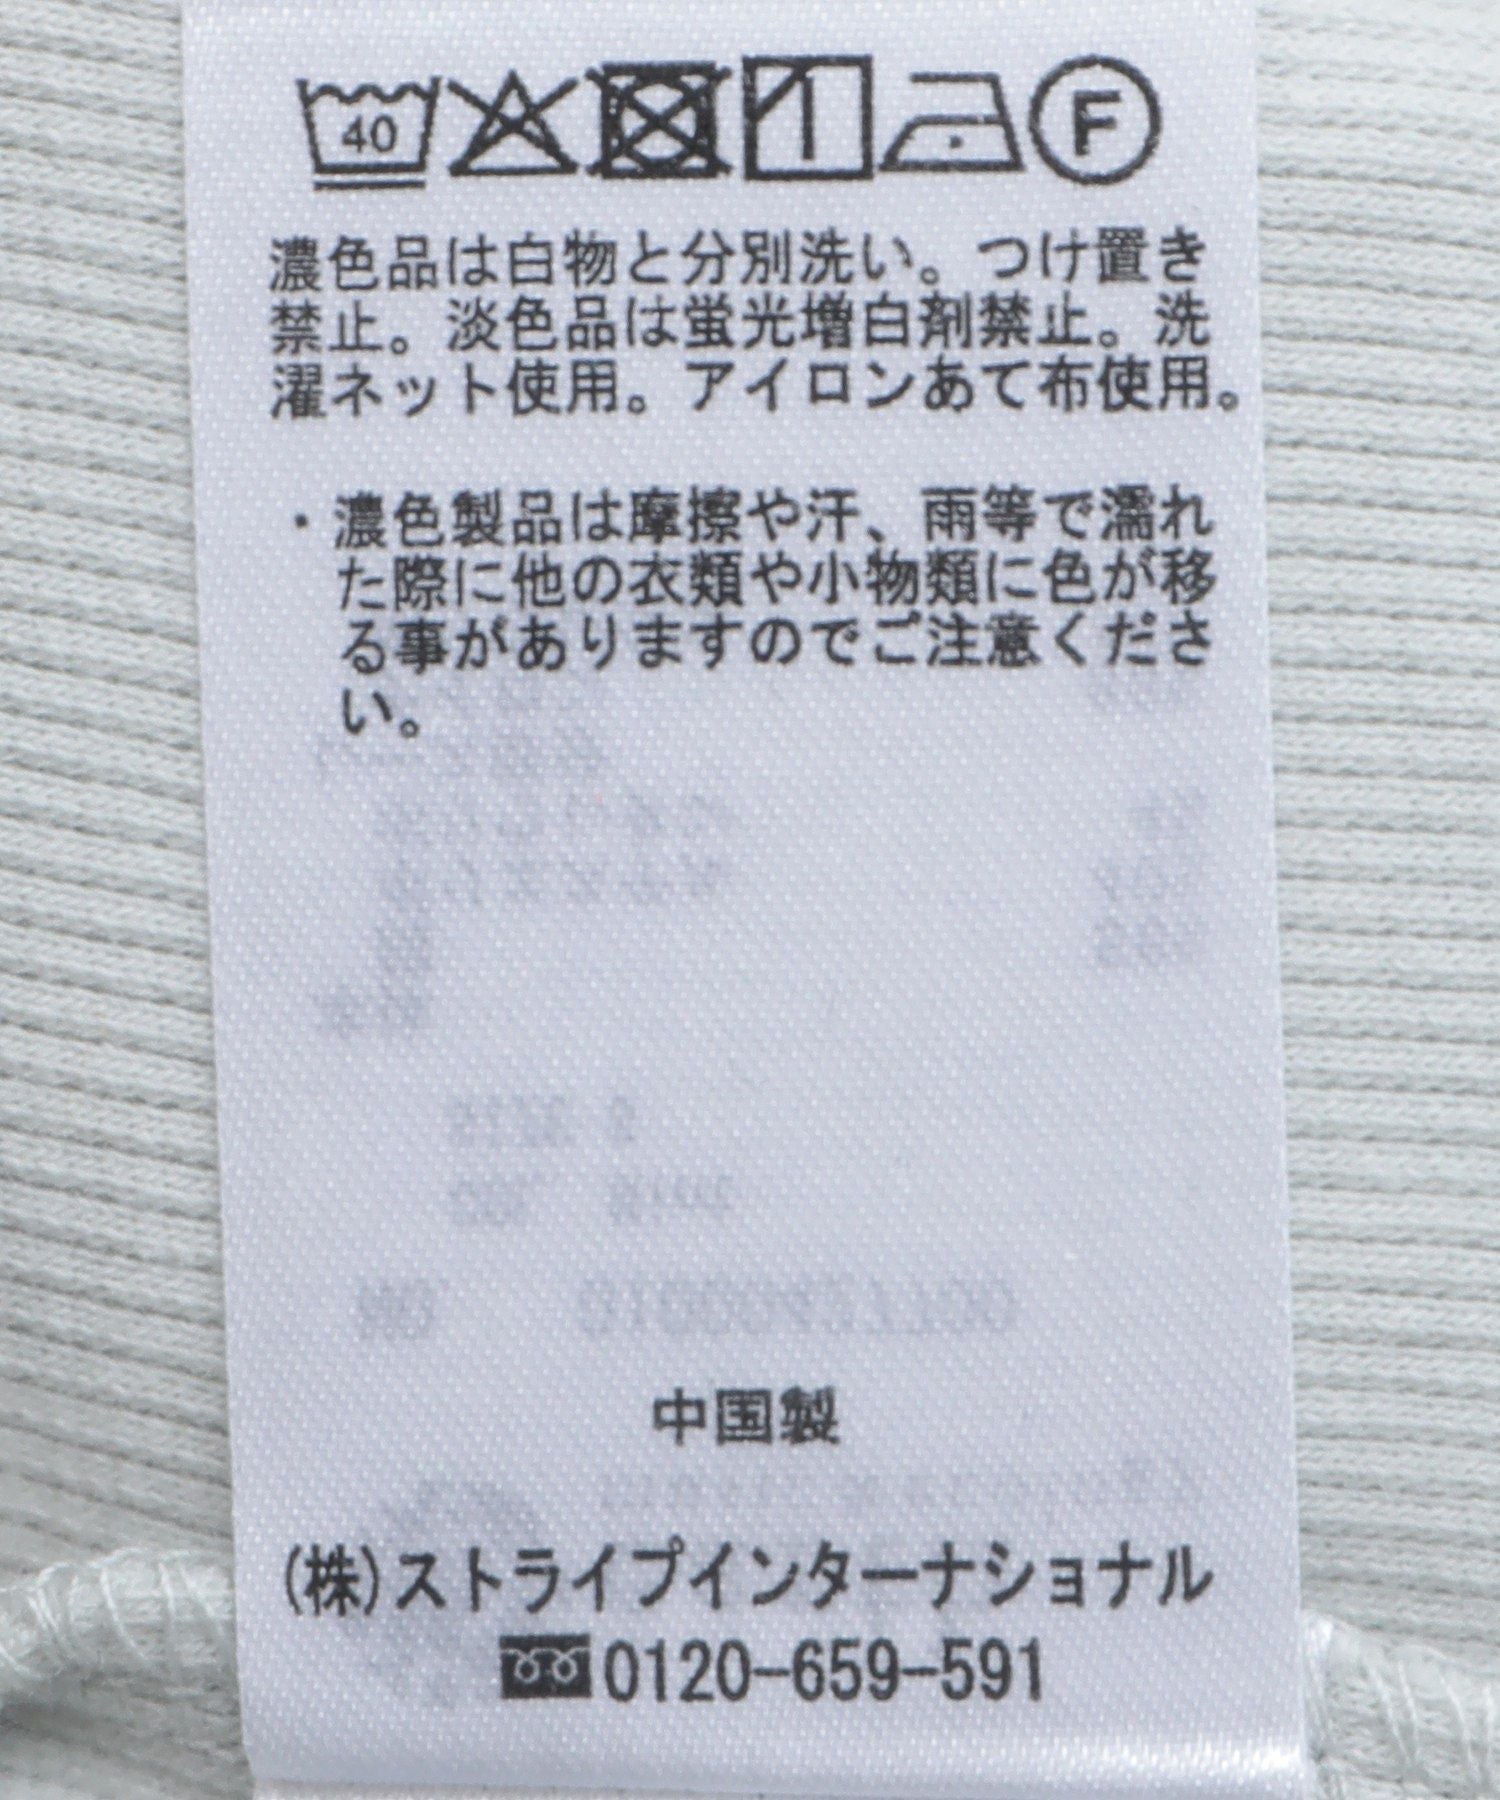 40 F
濃色品は白物と分別洗い。つけ置き
禁止。淡色品は蛍光増白剤禁止。洗
濯ネット使用。アイロンあて布使用。
・濃色製品は摩擦や汗、雨等で濡れ
た際に他の衣類や小物類に色が移
る事がありますのでご注意くださ
い。
中国製
(株)ストライプインターナショナル
0120-659-591